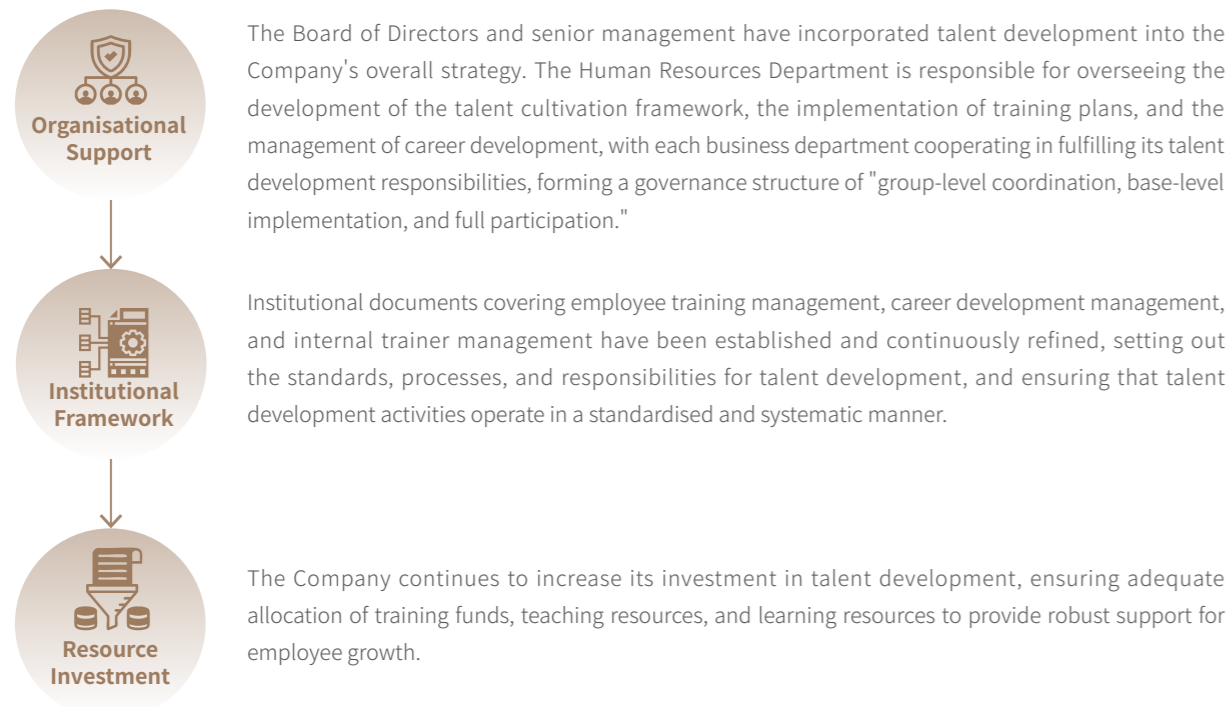 Organisational
Support
The Board of Directors and senior management have incorporated talent development into the
Company's overall strategy. The Human Resources Department is responsible for overseeing the
development of the talent cultivation framework, the implementation of training plans, and the
management of career development, with each business department cooperating in fulfilling its talent
development responsibilities, forming a governance structure of "group-level coordination, base-level
implementation, and full participation."
Institutional
Framework
Institutional documents covering employee training management, career development management,
and internal trainer management have been established and continuously refined, setting out
the standards, processes, and responsibilities for talent development, and ensuring that talent
development activities operate in a standardised and systematic manner.
Resource
Investment
The Company continues to increase its investment in talent development, ensuring adequate
allocation of training funds, teaching resources, and learning resources to provide robust support for
employee growth.